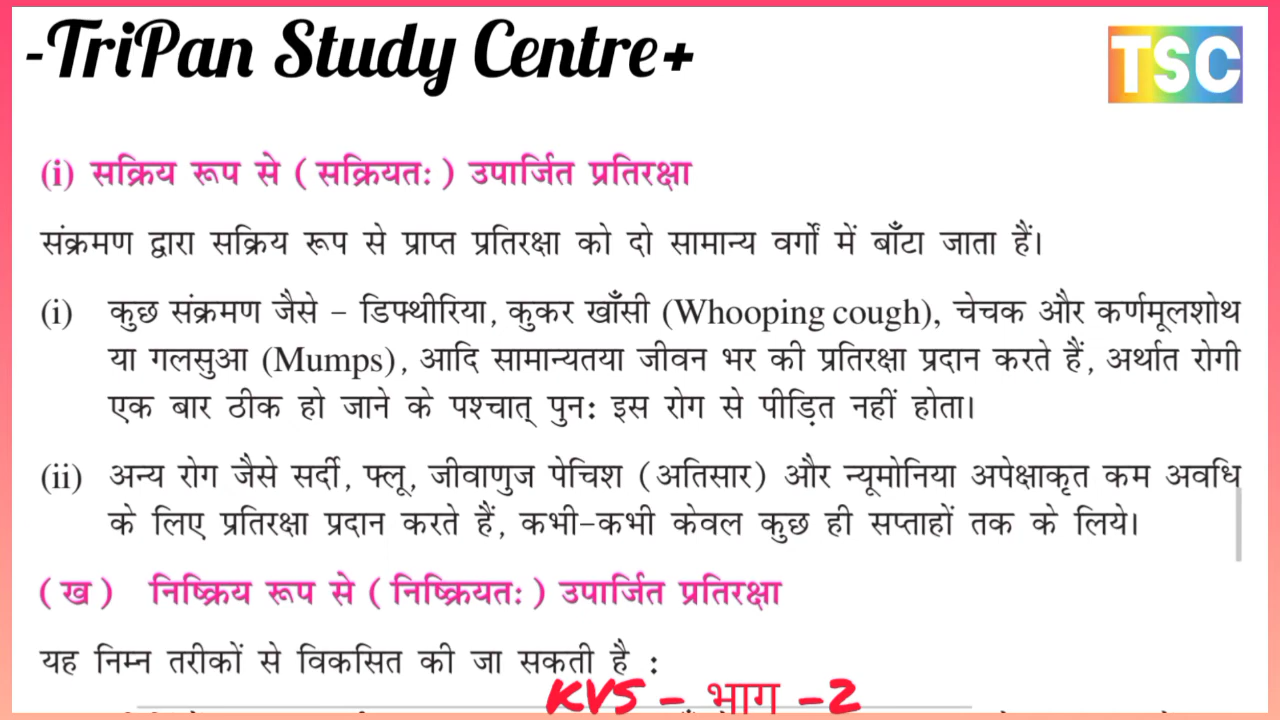 -TriPan Study Centre+
TSC
(i) सक्रिय रूप से ( सक्रियतः ) उपार्जित प्रतिरक्षा
संक्रमण द्वारा सक्रिय रूप से प्राप्त प्रतिरक्षा को दो सामान्य वर्गों में बाँटा जाता हैं।
(i) कुछ संक्रमण जैसे – डिफ्थीरिया, कुकर खाँसी (Whooping cough), चेचक और कर्णमूलशोथ
या गलसुआ (Mumps), आदि सामान्यतया जीवन भर की प्रतिरक्षा प्रदान करते हैं, अर्थात रोगी
एक बार ठीक हो जाने के पश्चात् पुनः इस रोग से पीड़ित नहीं होता।
(ii) अन्य रोग जैसे सर्दी, फ्लू, जीवाणुज पेचिश (अतिसार) और न्यूमोनिया अपेक्षाकृत कम अवधि
के लिए प्रतिरक्षा प्रदान करते हैं, कभी-कभी केवल कुछ ही सप्ताहों तक के लिये।
( ख ) निष्क्रिय रूप से ( निष्क्रियतः ) उपार्जित प्रतिरक्षा
यह निम्न तरीकों से विकसित की जा सकती है :
KVS - भाग -2